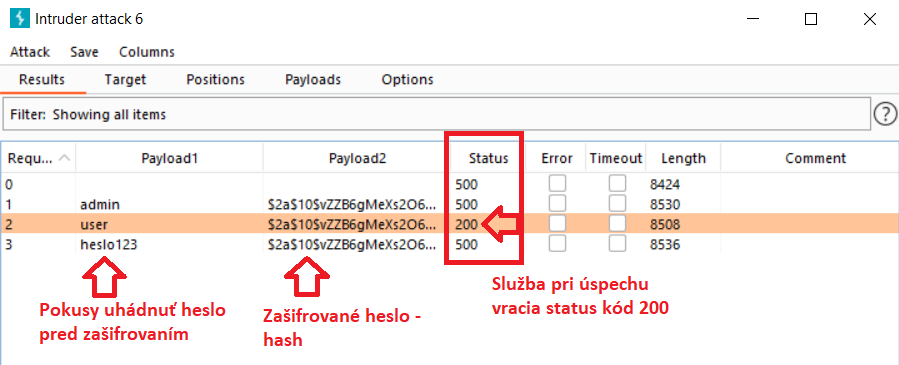 Intruder attack 6
Attack Save Columns
Results Target Positions Payloads Options
Filter: Showing all items
?
Requ... Payload1 Payload2 Status Error Timeout Length Comment
0 500 8424
1 admin $2a$10$vZZB6gMeXs2O6... 500 8530
2 user $2a$10$vZZB6gMeXs2O6... 200 8508
3 heslo123 $2a$10$vZZB6gMeXs2O6... 500 8536
Pokusy uhádnuť heslo
pred zašifrovaním
Zašifrované heslo -
hash
Služba pri úspechu
vracia status kód 200